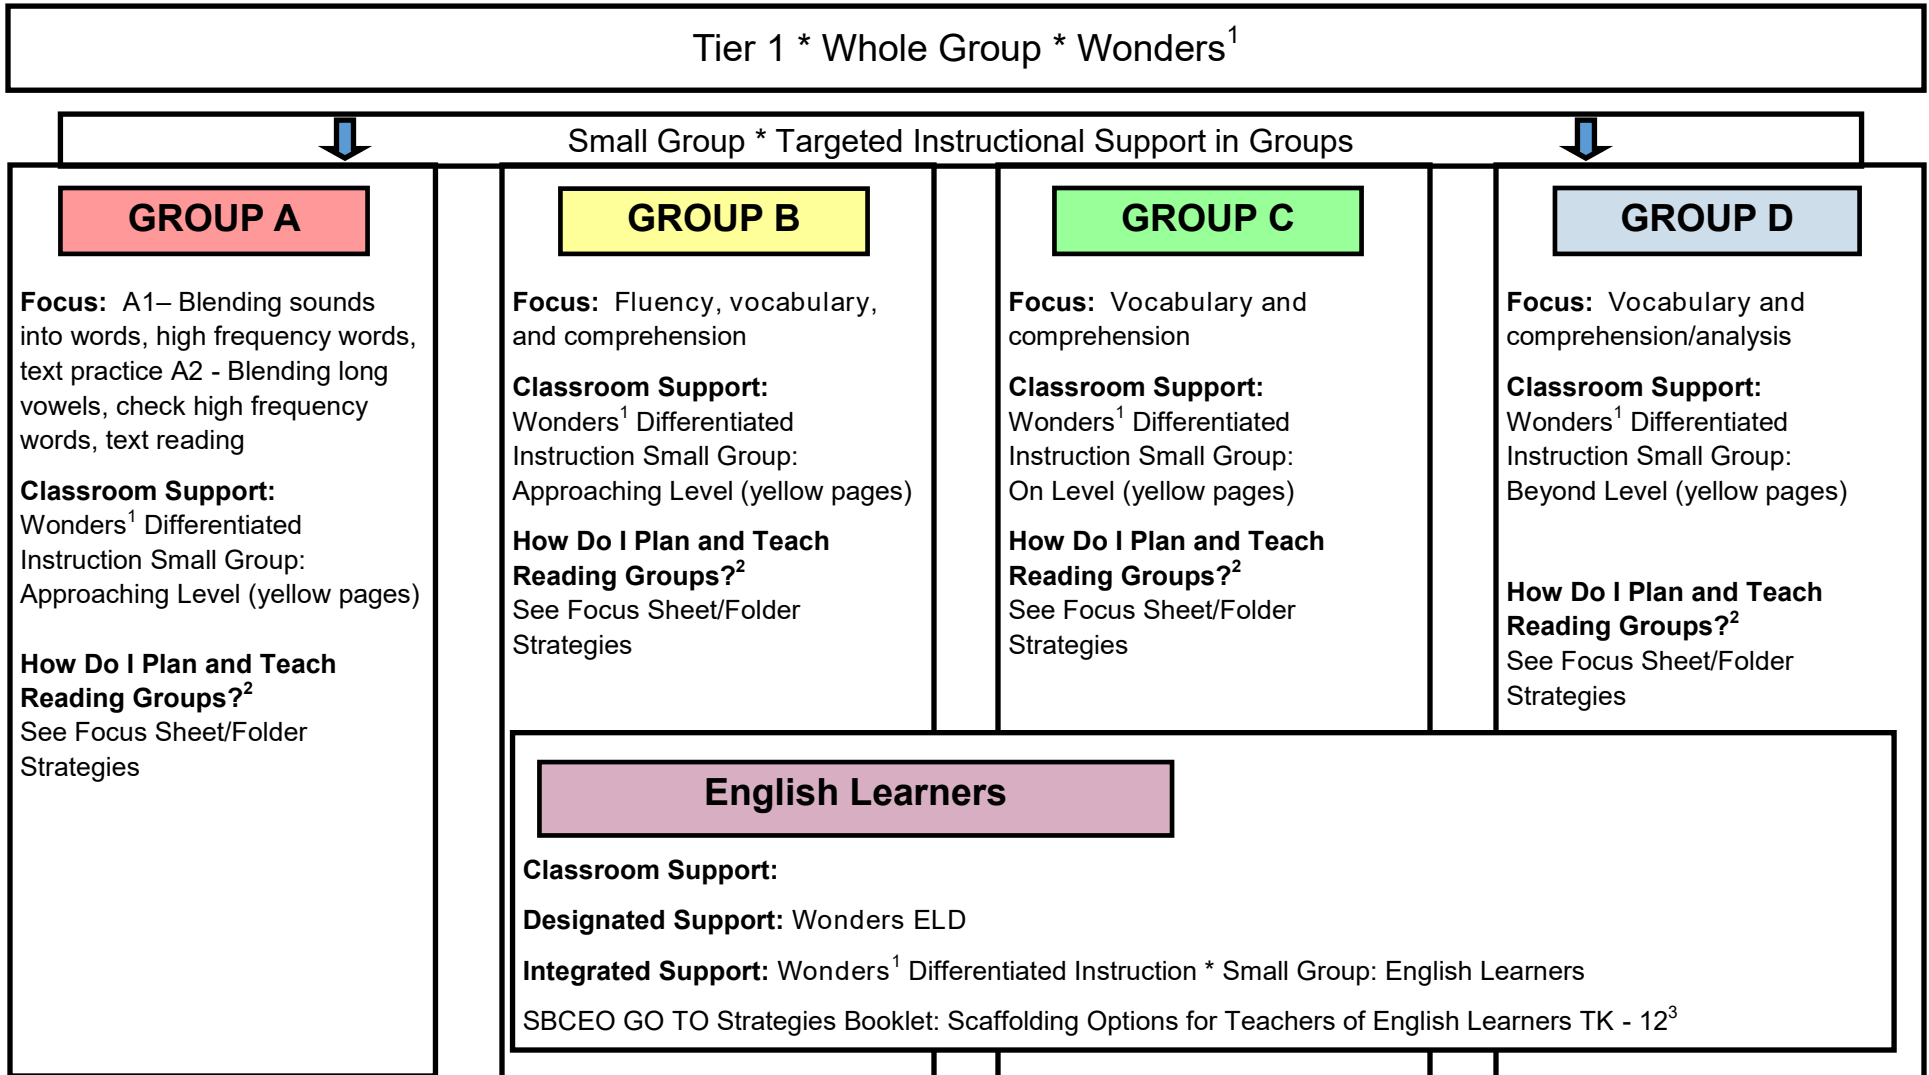 Tier 1 * Whole Group * Wonders¹
Small Group * Targeted Instructional Support in Groups
GROUP A
Focus: A1– Blending sounds
into words, high frequency words,
text practice A2 - Blending long
vowels, check high frequency
words, text reading
Classroom Support:
Wonders¹ Differentiated
Instruction Small Group:
Approaching Level (yellow pages)
How Do I Plan and Teach
Reading Groups?²
See Focus Sheet/Folder
Strategies
GROUP B
Focus: Fluency, vocabulary,
and comprehension
Classroom Support:
Wonders¹ Differentiated
Instruction Small Group:
Approaching Level (yellow pages)
How Do I Plan and Teach
Reading Groups?²
See Focus Sheet/Folder
Strategies
GROUP C
Focus: Vocabulary and
comprehension
Classroom Support:
Wonders¹ Differentiated
Instruction Small Group:
On Level (yellow pages)
How Do I Plan and Teach
Reading Groups?²
See Focus Sheet/Folder
Strategies
GROUP D
Focus: Vocabulary and
comprehension/analysis
Classroom Support:
Wonders¹ Differentiated
Instruction Small Group:
Beyond Level (yellow pages)
How Do I Plan and Teach
Reading Groups?²
See Focus Sheet/Folder
Strategies
English Learners
Classroom Support:
Designated Support: Wonders ELD
Integrated Support: Wonders¹ Differentiated Instruction * Small Group: English Learners
SBCEO GO TO Strategies Booklet: Scaffolding Options for Teachers of English Learners TK - 12³